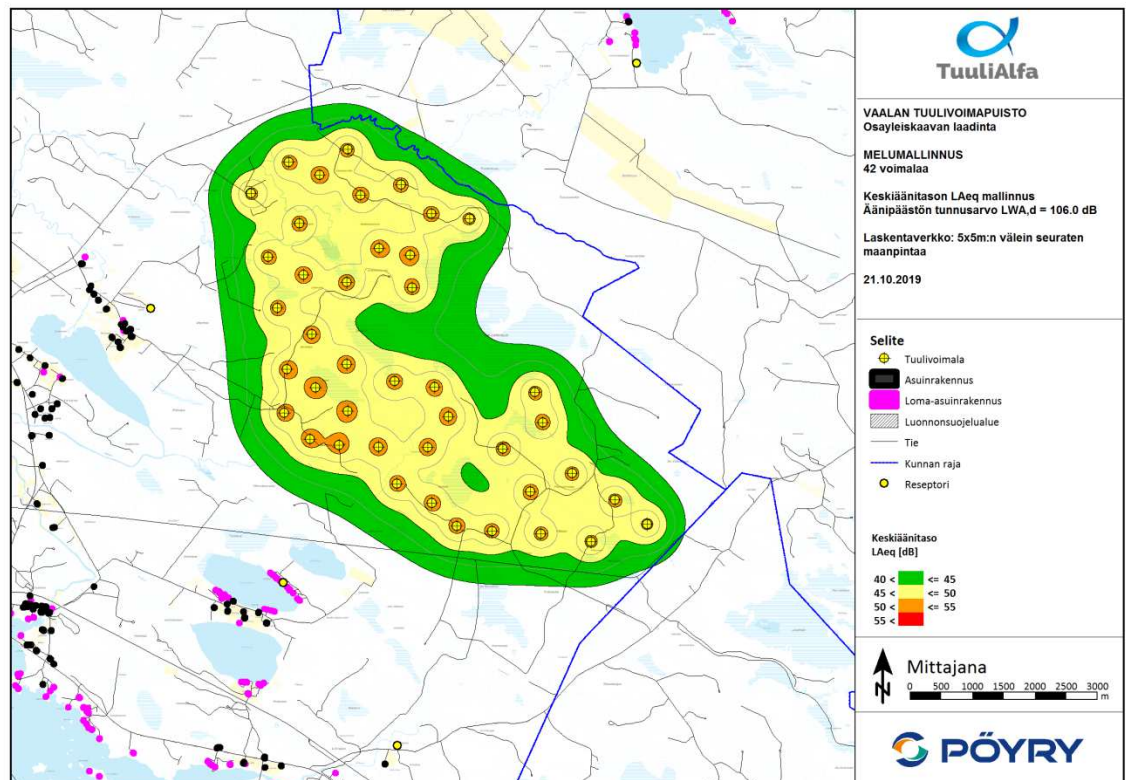 TuuliAlfa
VAALAN TUULIVOIMAPUISTO
Osayleiskaavan laadinta
MELUMALLINNUS
42 voimalaa
Keskiäänitason LAeq mallinnus
Äänipäästön tunnusarvo LWA,d = 106.0 dB
Laskentaverkko: 5x5m:n välein seuraten
maanpintaa
21.10.2019
Selite
Tuulivoimala
Asuinrakennus
Loma-asuinrakennus
Luonnonsuojelualue
Tie
Kunnan raja
Reseptori
Keskiäänitaso
LAeq [dB]
40 < <= 45
45 < <= 50
50 < <= 55
55 <
N
Mittajana
0 500 1000 1500 2000 2500 3000
m
PÖYRY